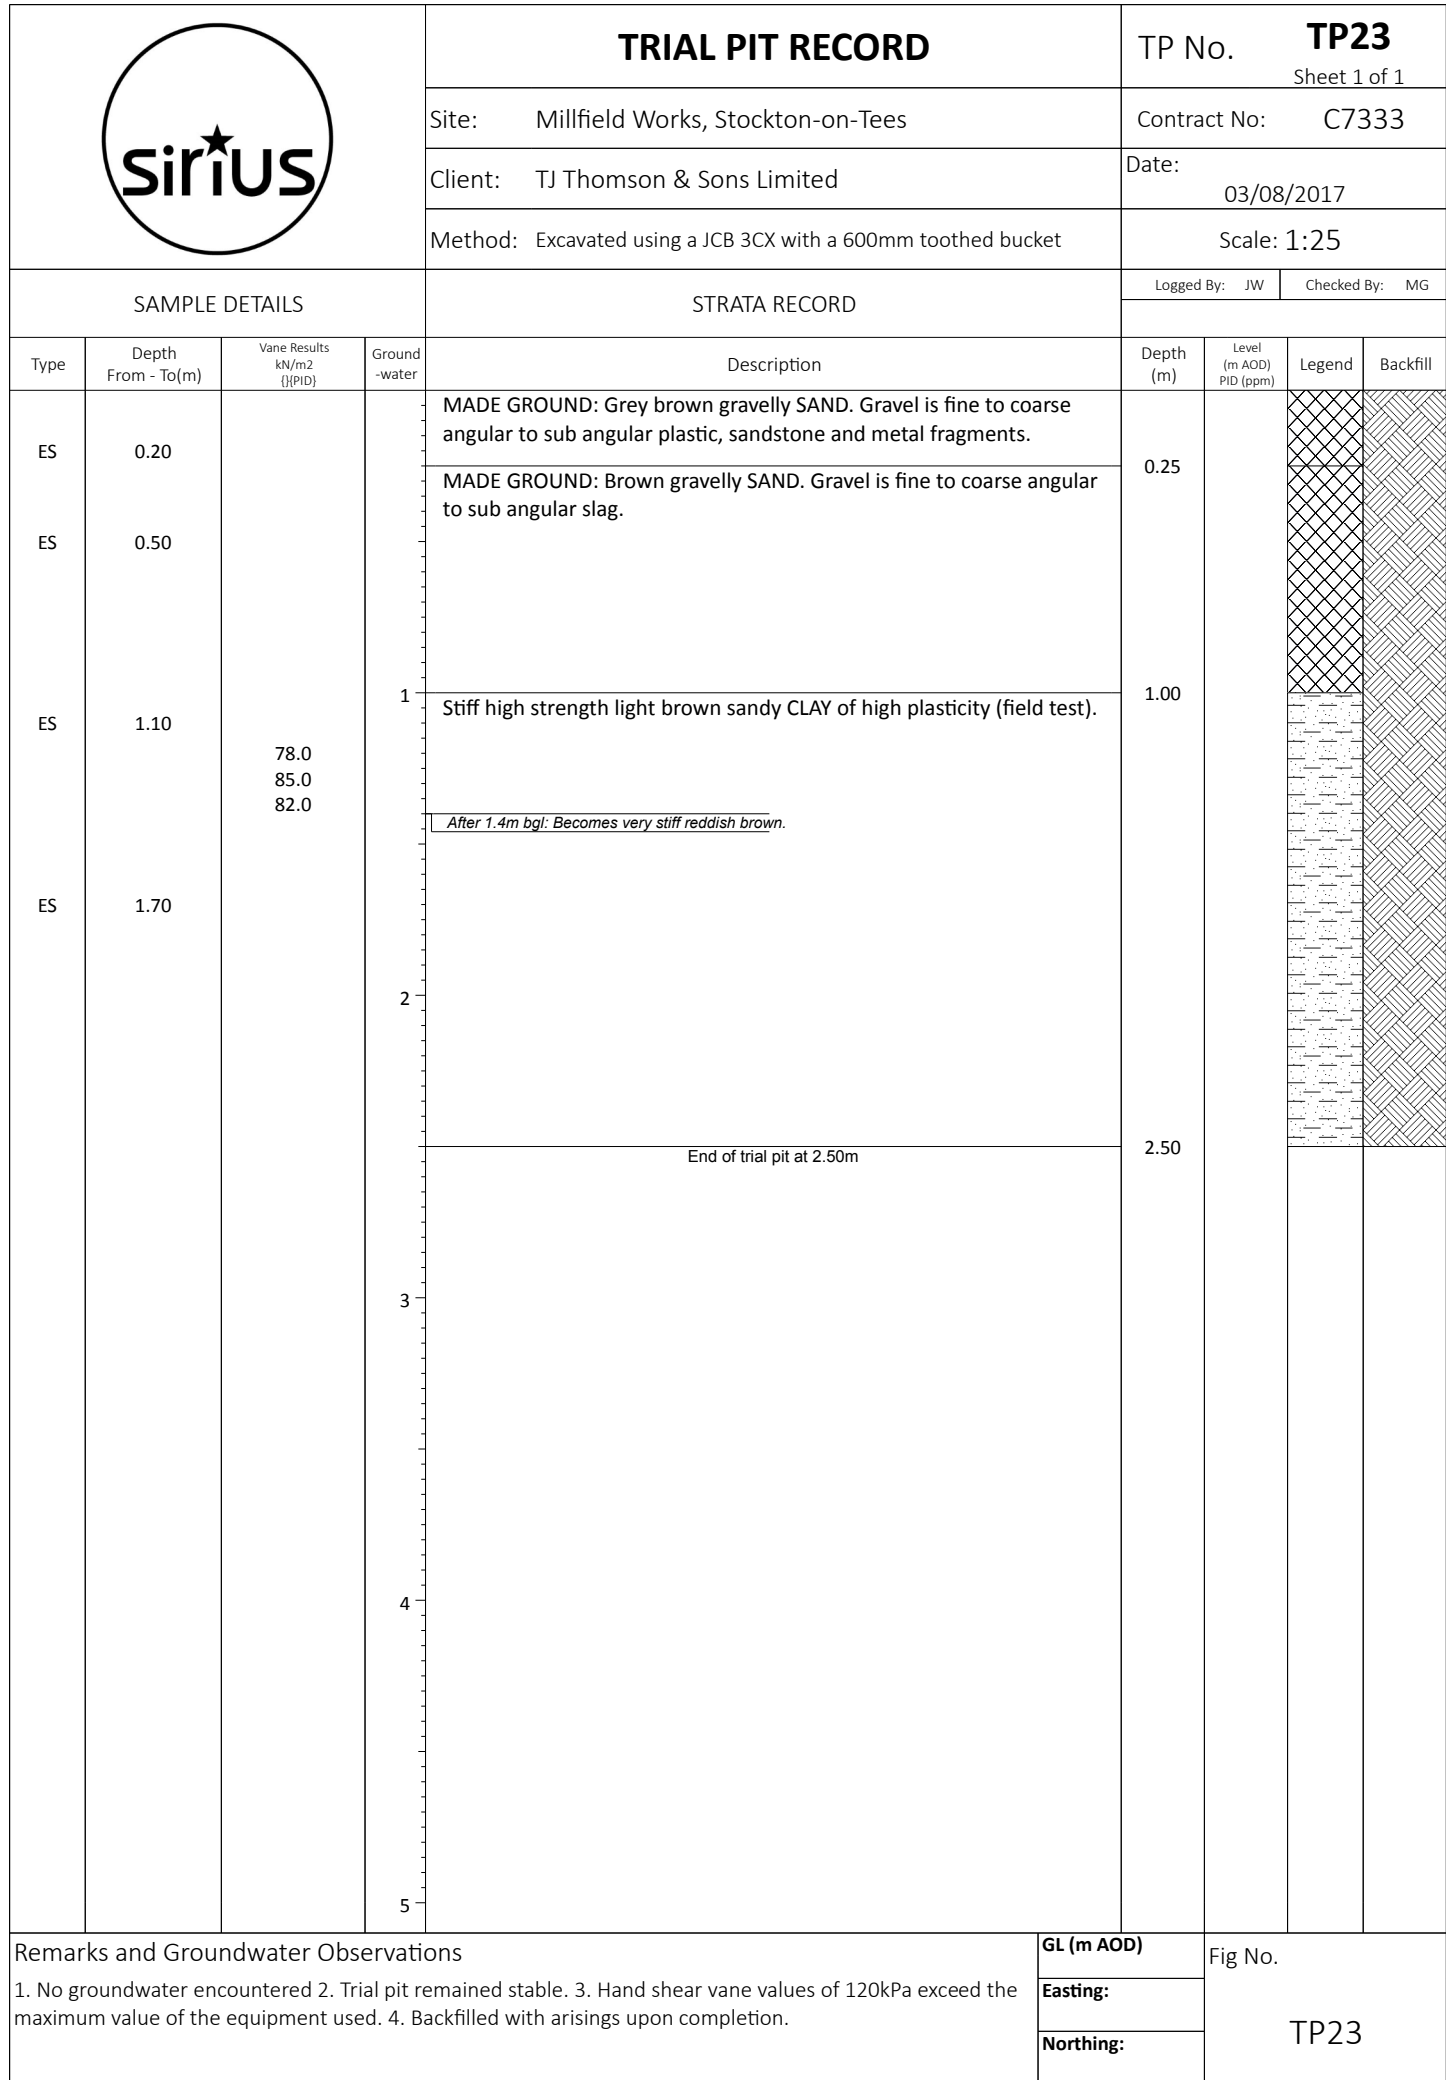 sirius
TRIAL PIT RECORD
TP No. TP23
Sheet 1 of 1
Site: Millfield Works, Stockton-on-Tees
Contract No: C7333
Client: TJ Thomson & Sons Limited
Date:
03/08/2017
Method: Excavated using a JCB 3CX with a 600mm toothed bucket
Scale: 1:25
SAMPLE DETAILS
STRATA RECORD
Logged By: JW
Checked By: MG
Type
Depth
From - To(m)
Vane Results
kN/m2
{}{PID}
Ground
-water
Description
Depth
(m)
Level
(m AOD)
PID (ppm)
Legend
Backfill
MADE GROUND: Grey brown gravelly SAND. Gravel is fine to coarse
angular to sub angular plastic, sandstone and metal fragments.
ES 0.20
0.25
MADE GROUND: Brown gravelly SAND. Gravel is fine to coarse angular
to sub angular slag.
ES 0.50
1
1.00
Stiff high strength light brown sandy CLAY of high plasticity (field test).
ES 1.10
78.0
85.0
82.0
After 1.4m bgl: Becomes very stiff reddish brown.
ES 1.70
2
2.50
End of trial pit at 2.50m
3
4
5
Remarks and Groundwater Observations
1. No groundwater encountered 2. Trial pit remained stable. 3. Hand shear vane values of 120kPa exceed the
maximum value of the equipment used. 4. Backfilled with arisings upon completion.
GL (m AOD)
Easting:
Northing:
Fig No.
TP23